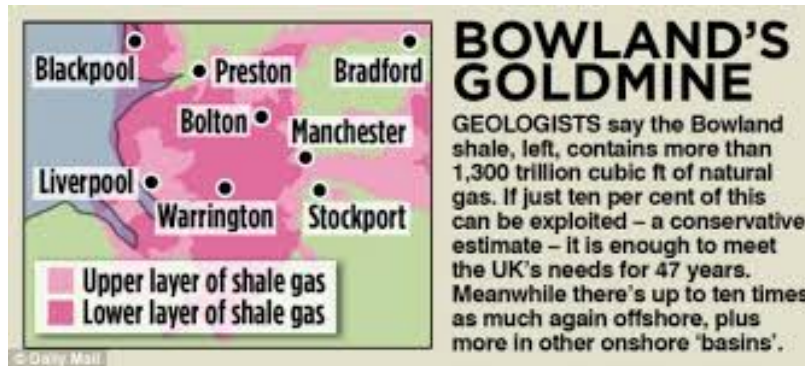 Blackpool
Preston
Bradford
Bolton
Manchester
Liverpool
Warrington
Stockport
Upper layer of shale gas
Lower layer of shale gas
© Daily Mail
BOWLAND'S
GOLDMINE
GEOLOGISTS say the Bowland
shale, left, contains more than
1,300 trillion cubic ft of natural
gas. If just ten per cent of this
can be exploited – a conservative
estimate – it is enough to meet
the UK's needs for 47 years.
Meanwhile there's up to ten times
as much again offshore, plus
more in other onshore 'basins'.